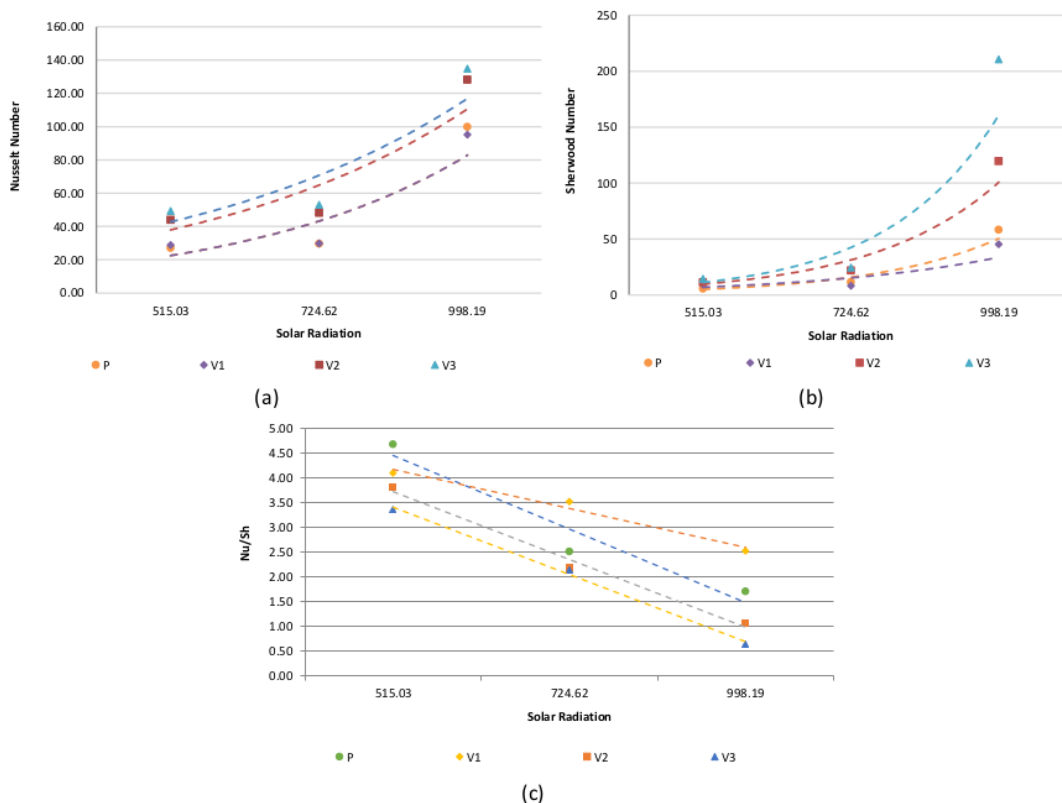 160.00
140.00
120.00
100.00
80.00
60.00
40.00
20.00
0.00
Nusselt Number
515.03 724.62 998.19
Solar Radiation
P V1 V2 V3
(a)
250
200
150
100
50
0
Sherwood Number
515.03 724.62 998.19
Solar Radiation
P V1 V2 V3
(b)
5.00
4.50
4.00
3.50
3.00
2.50
2.00
1.50
1.00
0.50
0.00
Nu/Sh
515.03 724.62 998.19
Solar Radiation
P V1 V2 V3
(c)